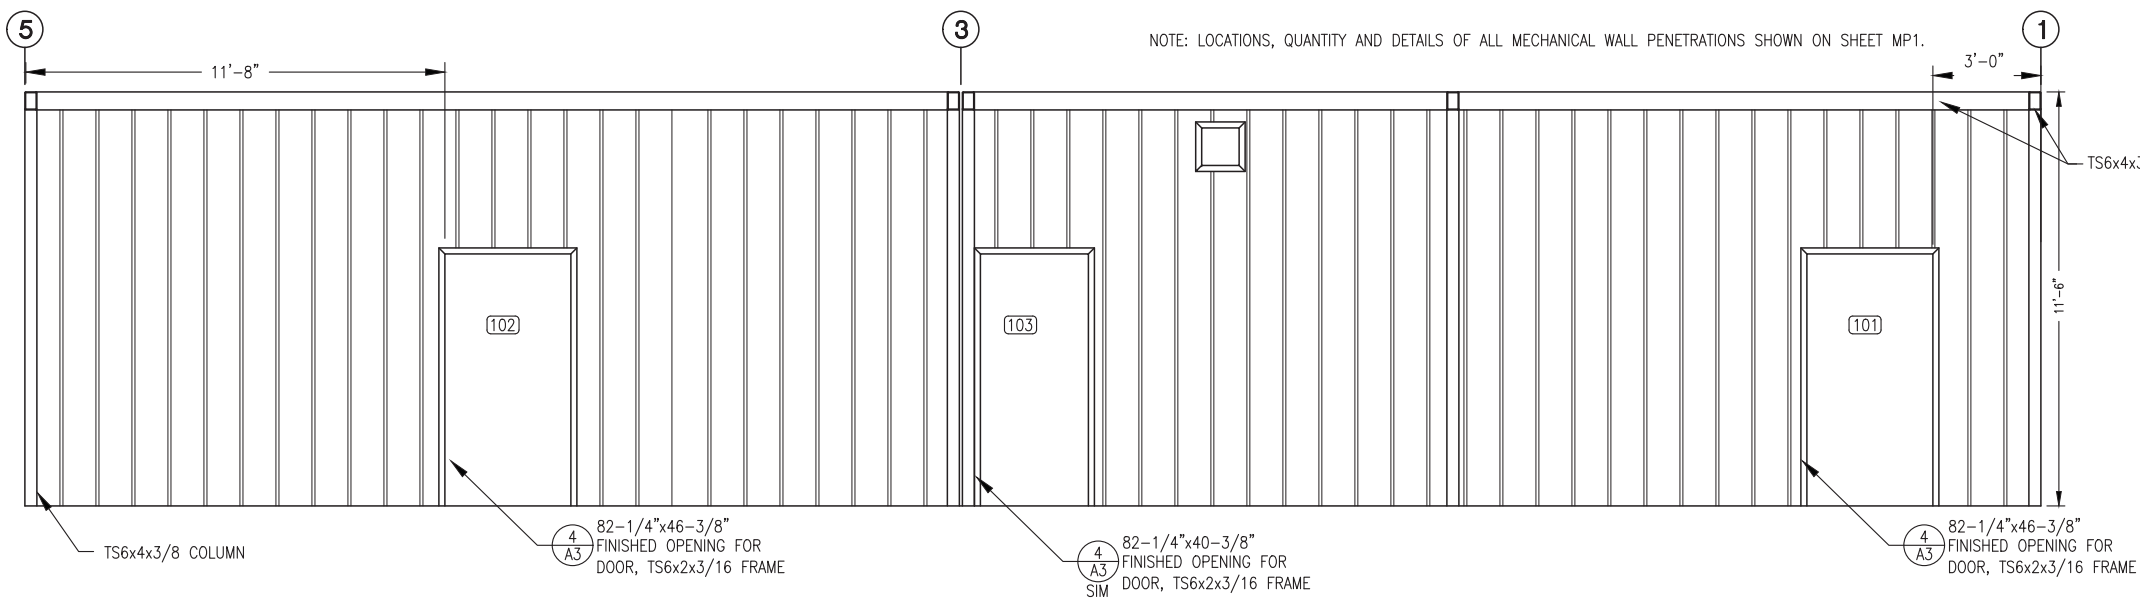 5
3
1
NOTE: LOCATIONS, QUANTITY AND DETAILS OF ALL MECHANICAL WALL PENETRATIONS SHOWN ON SHEET MP1.
11'-8"
3'-0"
TS6x4x3
11'-6"
102
103
101
TS6x4x3/8 COLUMN
4
A3
82-1/4"x46-3/8"
FINISHED OPENING FOR
DOOR, TS6x2x3/16 FRAME
4
A3
SIM
82-1/4"x40-3/8"
FINISHED OPENING FOR
DOOR, TS6x2x3/16 FRAME
4
A3
82-1/4"x46-3/8"
FINISHED OPENING FOR
DOOR, TS6x2x3/16 FRAME